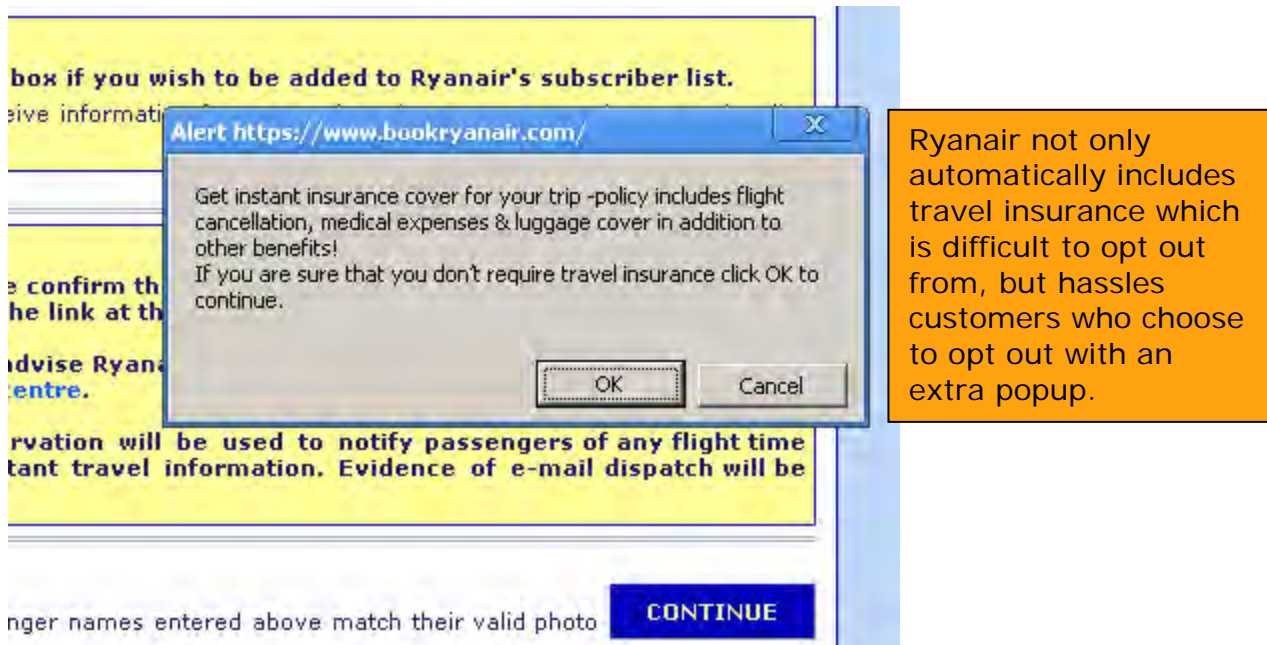 box if you wish to be added to Ryanair's subscriber list.
eive informati
Alert https://www.bookryanair.com/
X
Get instant insurance cover for your trip -policy includes flight
cancellation, medical expenses & luggage cover in addition to
other benefits!
If you are sure that you don't require travel insurance click OK to
continue.
OK
Cancel
e confirm th
he link at th
advise Ryana
entre.
rvation will be used to notify passengers of any flight time
tant travel information. Evidence of e-mail dispatch will be
nger names entered above match their valid photo
CONTINUE
Ryanair not only
automatically includes
travel insurance which
is difficult to opt out
from, but hassles
customers who choose
to opt out with an
extra popup.